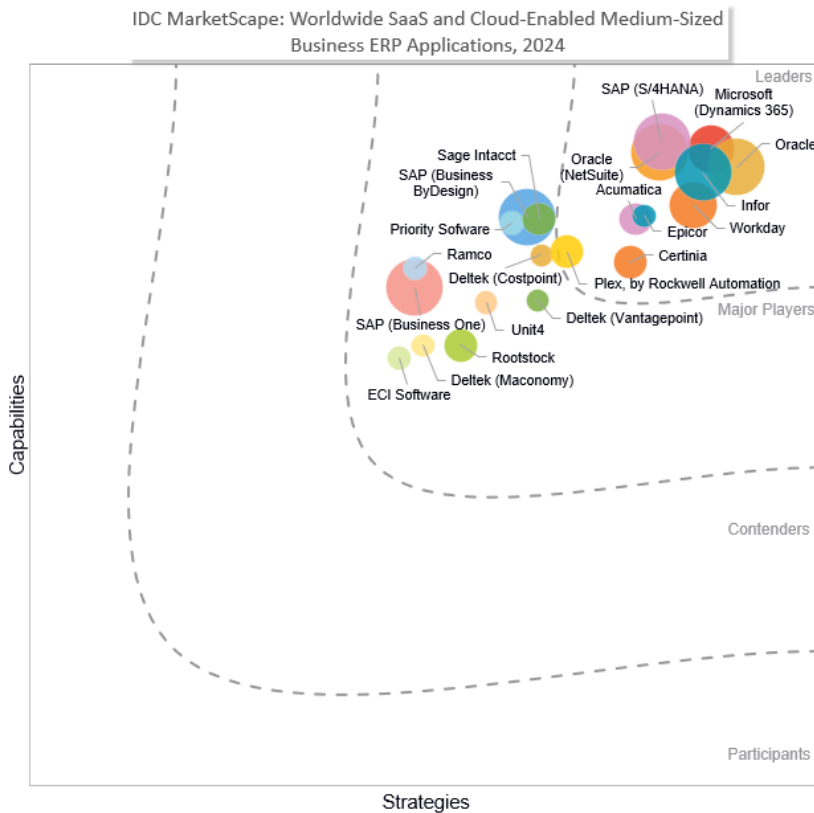 IDC MarketScape: Worldwide SaaS and Cloud-Enabled Medium-Sized
Business ERP Applications, 2024
Leaders
SAP (S/4HANA)
Microsoft
(Dynamics 365)
Oracle
Oracle
(NetSuite)
Sage Intacct
SAP (Business
ByDesign)
Acumatica
Infor
Priority Sofware
Epicor
Workday
Ramco
Certinia
Deltek (Costpoint)
Plex, by Rockwell Automation
Major Players
SAP (Business One)
Unit4
Deltek (Vantagepoint)
Rootstock
Deltek (Maconomy)
ECI Software
Capabilities
Contenders
Participants
Strategies